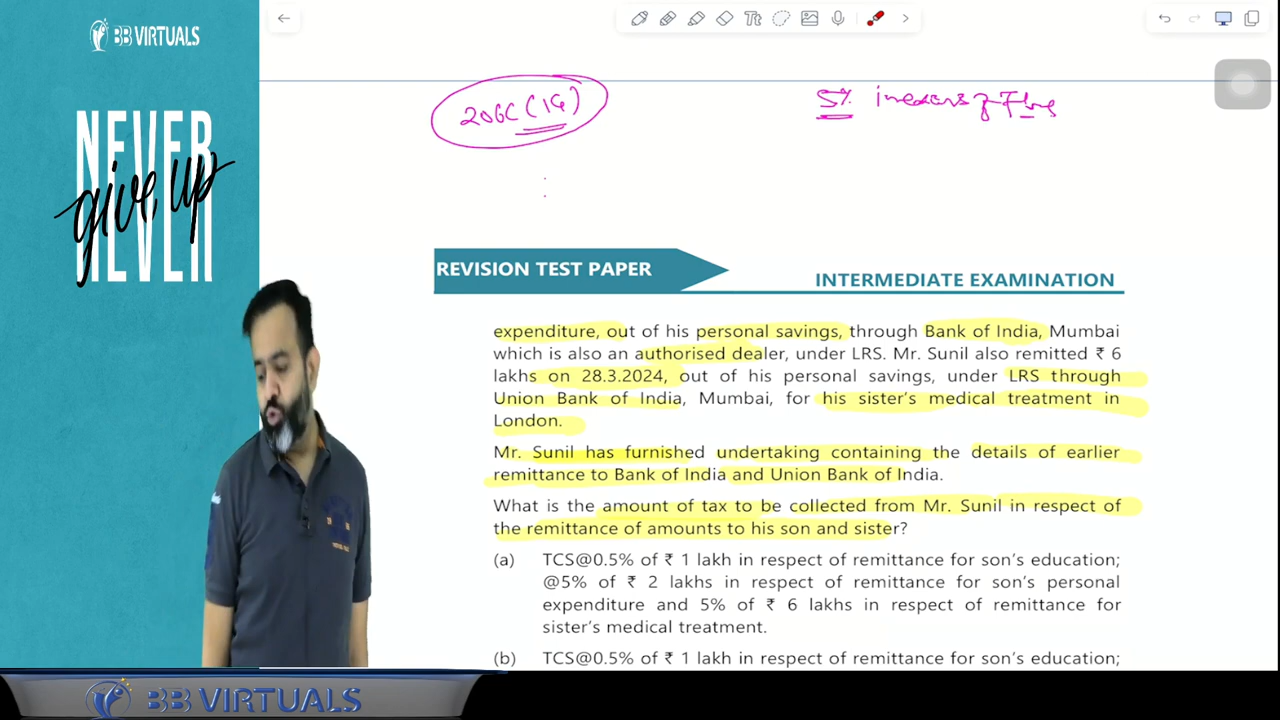 BB VIRTUALS
NEVER
give up
NEVER
206C (1G)
5% in excess of 7 lacs
REVISION TEST PAPER
INTERMEDIATE EXAMINATION
expenditure, out of his personal savings, through Bank of India, Mumbai
which is also an authorised dealer, under LRS. Mr. Sunil also remitted ₹ 6
lakhs on 28.3.2024, out of his personal savings, under LRS through
Union Bank of India, Mumbai, for his sister's medical treatment in
London.
Mr. Sunil has furnished undertaking containing the details of earlier
remittance to Bank of India and Union Bank of India.
What is the amount of tax to be collected from Mr. Sunil in respect of
the remittance of amounts to his son and sister?
(a) TCS@0.5% of ₹ 1 lakh in respect of remittance for son's education;
@5% of ₹ 2 lakhs in respect of remittance for son's personal
expenditure and 5% of ₹ 6 lakhs in respect of remittance for
sister's medical treatment.
(b) TCS@0.5% of ₹ 1 lakh in respect of remittance for son's education;
BB VIRTUALS